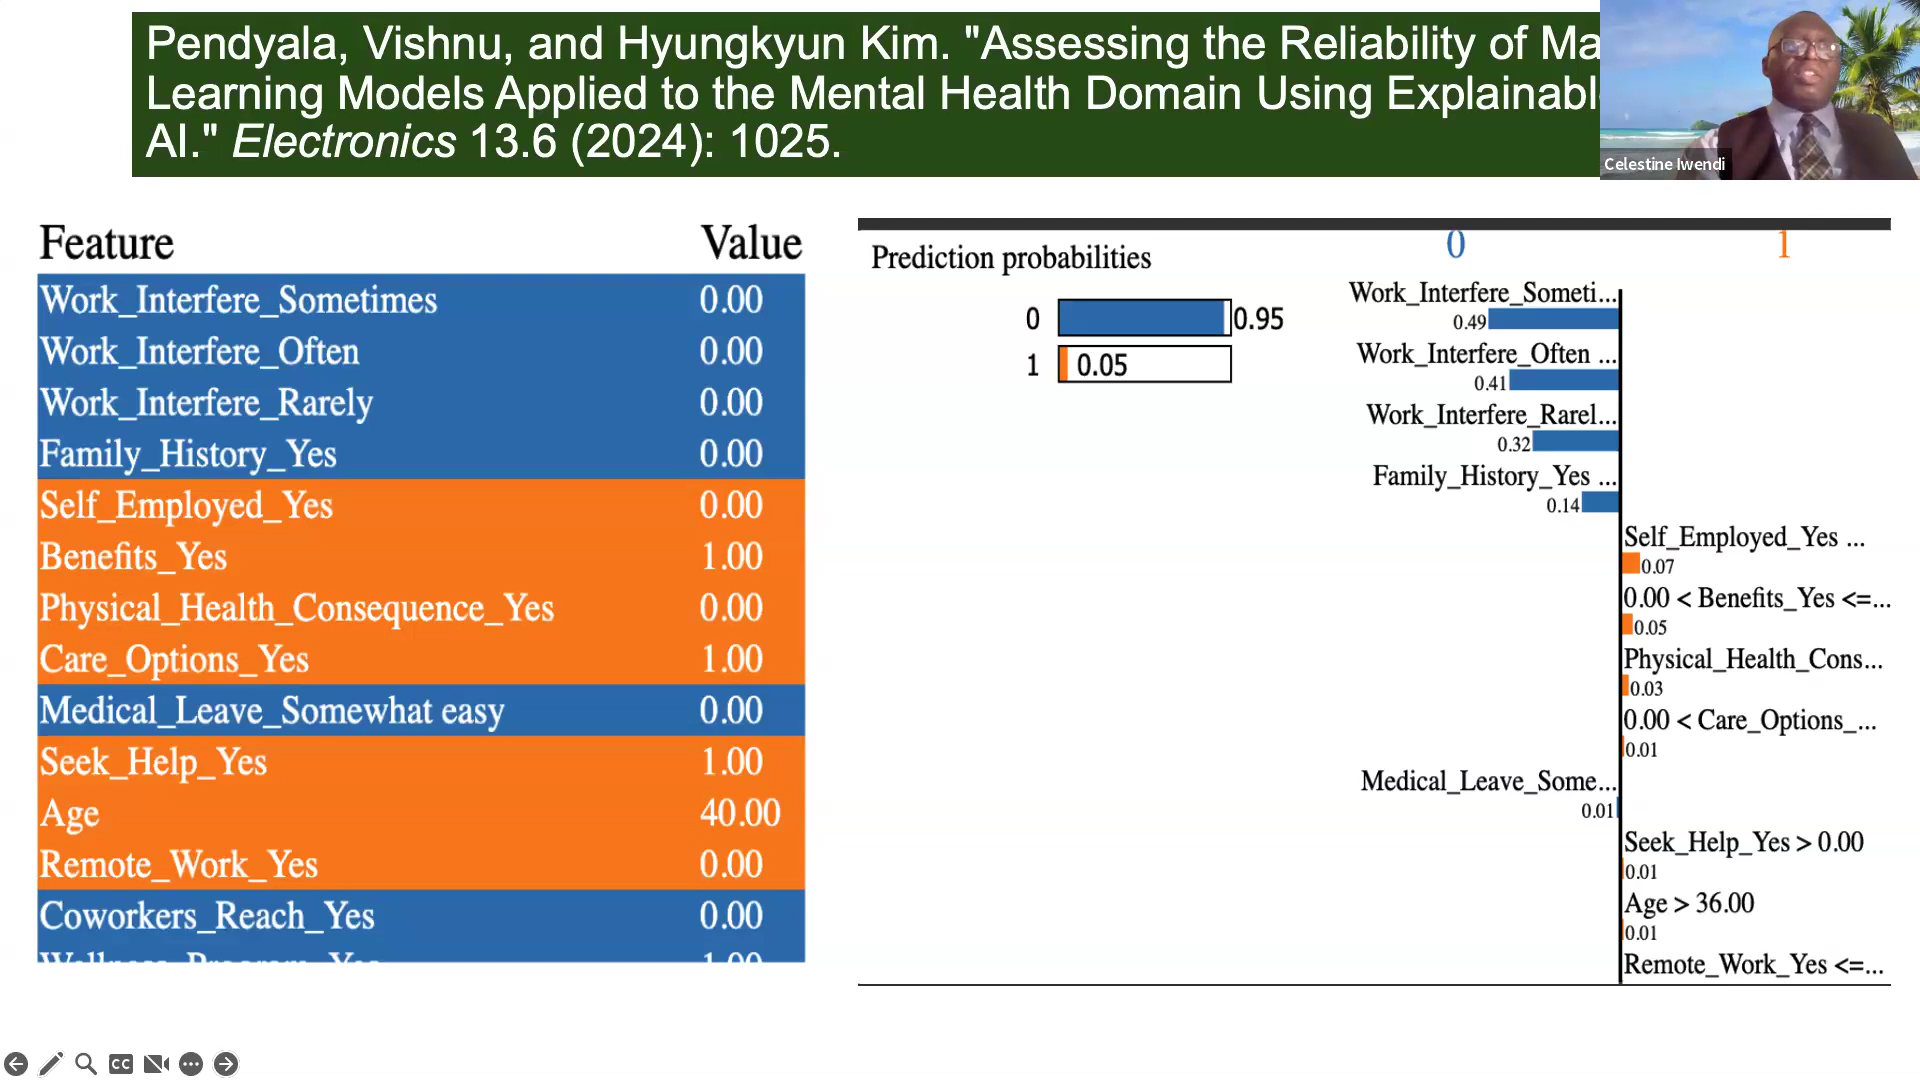 Pendyala, Vishnu, and Hyungkyun Kim. "Assessing the Reliability of Ma
Learning Models Applied to the Mental Health Domain Using Explainabl
AI." Electronics 13.6 (2024): 1025.
Celestine Iwendi
Feature Value
Work_Interfere_Sometimes 0.00
Work_Interfere_Often 0.00
Work_Interfere_Rarely 0.00
Family_History_Yes 0.00
Self_Employed_Yes 0.00
Benefits_Yes 1.00
Physical_Health_Consequence_Yes 0.00
Care_Options_Yes 1.00
Medical_Leave_Somewhat easy 0.00
Seek_Help_Yes 1.00
Age 40.00
Remote_Work_Yes 0.00
Coworkers_Reach_Yes 0.00
Wellness_Program_Yes 1.00
Prediction probabilities
0 0.95
1 0.05
0 1
Work_Interfere_Someti...
0.49
Work_Interfere_Often ...
0.41
Work_Interfere_Rarel...
0.32
Family_History_Yes ...
0.14
Self_Employed_Yes ...
0.07
0.00 < Benefits_Yes <=...
0.05
Physical_Health_Cons...
0.03
0.00 < Care_Options_...
0.01
Medical_Leave_Some...
0.01
Seek_Help_Yes > 0.00
0.01
Age > 36.00
0.01
Remote_Work_Yes <=...
CC